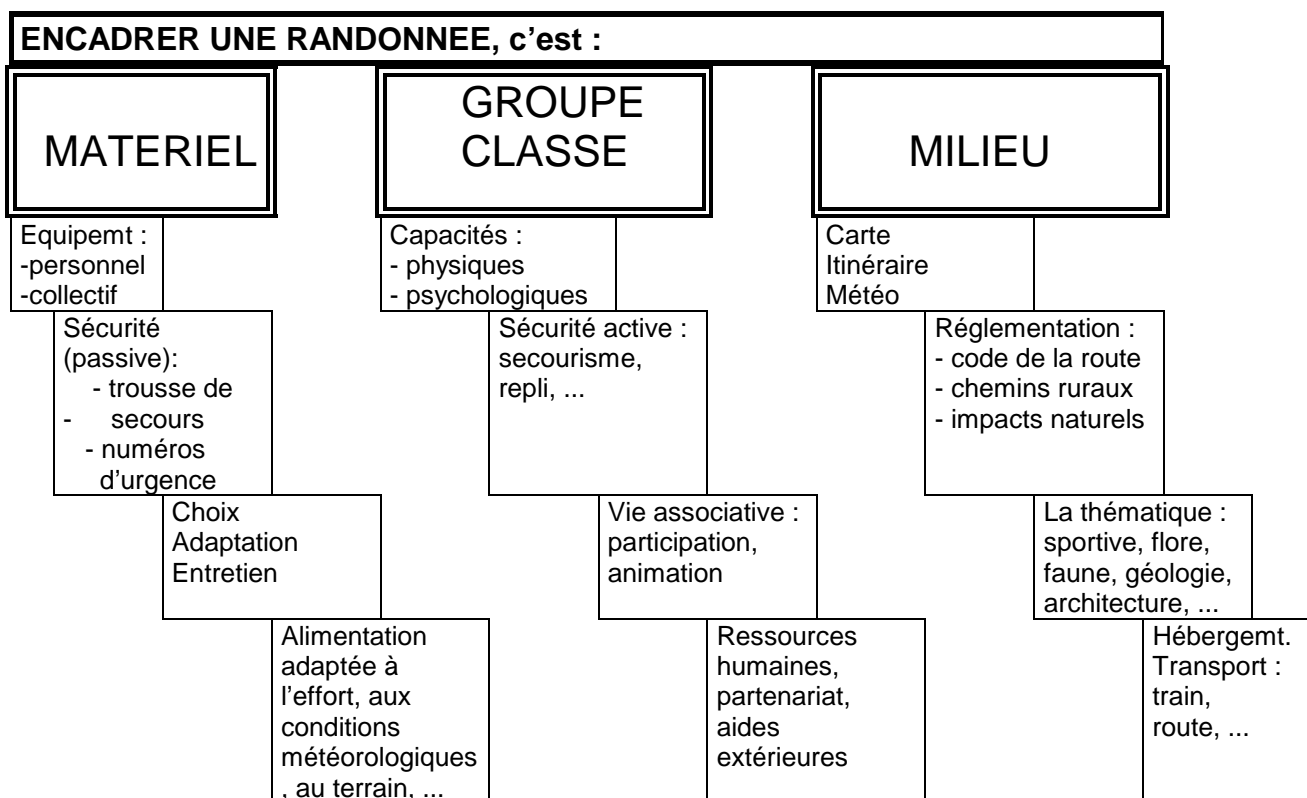 ENCADRER UNE RANDONNEE, c’est :
MATERIEL
Equipemt :
-personnel
-collectif
Sécurité
(passive):
- trousse de
- secours
- numéros
d’urgence
Choix
Adaptation
Entretien
Alimentation
adaptée à
l’effort, aux
conditions
météorologiques
, au terrain, ...
GROUPE
CLASSE
Capacités :
- physiques
- psychologiques
Sécurité active :
secourisme,
repli, ...
Vie associative :
participation,
animation
Ressources
humaines,
partenariat,
aides
extérieures
MILIEU
Carte
Itinéraire
Météo
Réglementation :
- code de la route
- chemins ruraux
- impacts naturels
La thématique :
sportive, flore,
faune, géologie,
architecture, ...
Hébergemt.
Transport :
train,
route, ...